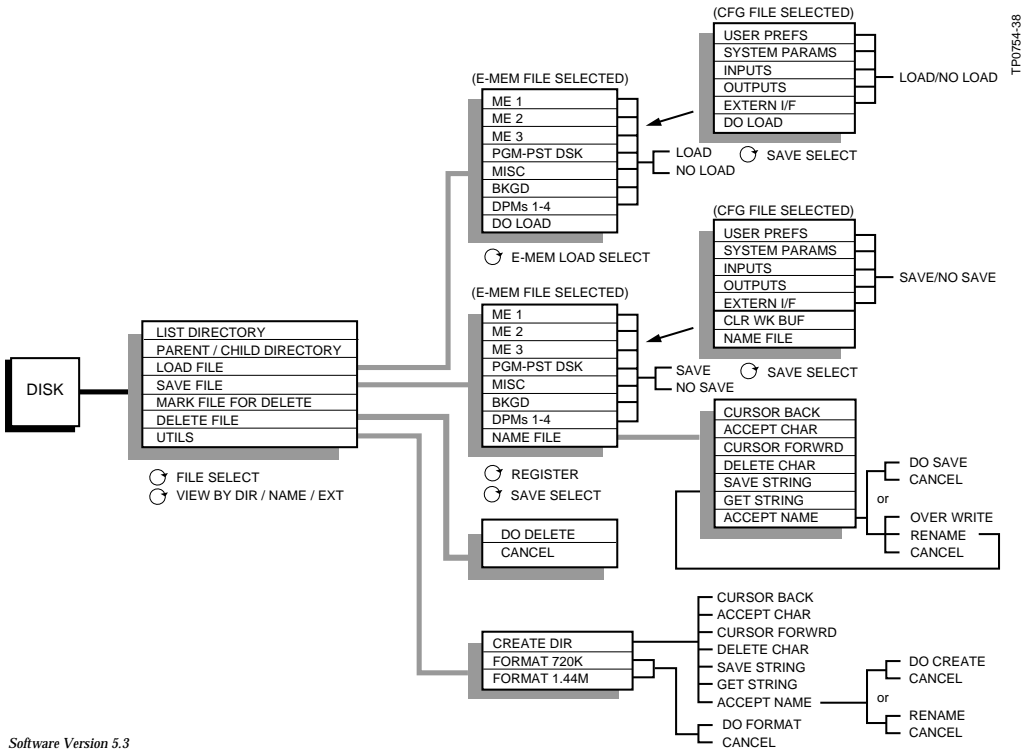 (CFG FILE SELECTED)
USER PREFS
SYSTEM PARAMS
INPUTS
OUTPUTS
EXTERN I/F
DO LOAD
LOAD/NO LOAD
SAVE SELECT
TP0754-38
(E-MEM FILE SELECTED)
ME 1
ME 2
ME 3
PGM-PST DSK
MISC
BKGD
DPMs 1-4
DO LOAD
LOAD
NO LOAD
E-MEM LOAD SELECT
(CFG FILE SELECTED)
USER PREFS
SYSTEM PARAMS
INPUTS
OUTPUTS
EXTERN I/F
CLR WK BUF
NAME FILE
SAVE/NO SAVE
SAVE SELECT
(E-MEM FILE SELECTED)
ME 1
ME 2
ME 3
PGM-PST DSK
MISC
BKGD
DPMs 1-4
NAME FILE
SAVE
NO SAVE
REGISTER
SAVE SELECT
DISK
LIST DIRECTORY
PARENT / CHILD DIRECTORY
LOAD FILE
SAVE FILE
MARK FILE FOR DELETE
DELETE FILE
UTILS
FILE SELECT
VIEW BY DIR / NAME / EXT
CURSOR BACK
ACCEPT CHAR
CURSOR FORWRD
DELETE CHAR
SAVE STRING
GET STRING
ACCEPT NAME
DO SAVE
CANCEL
or
OVER WRITE
RENAME
CANCEL
DO DELETE
CANCEL
CREATE DIR
FORMAT 720K
FORMAT 1.44M
CURSOR BACK
ACCEPT CHAR
CURSOR FORWRD
DELETE CHAR
SAVE STRING
GET STRING
ACCEPT NAME
DO CREATE
CANCEL
or
RENAME
CANCEL
DO FORMAT
CANCEL
Software Version 5.3